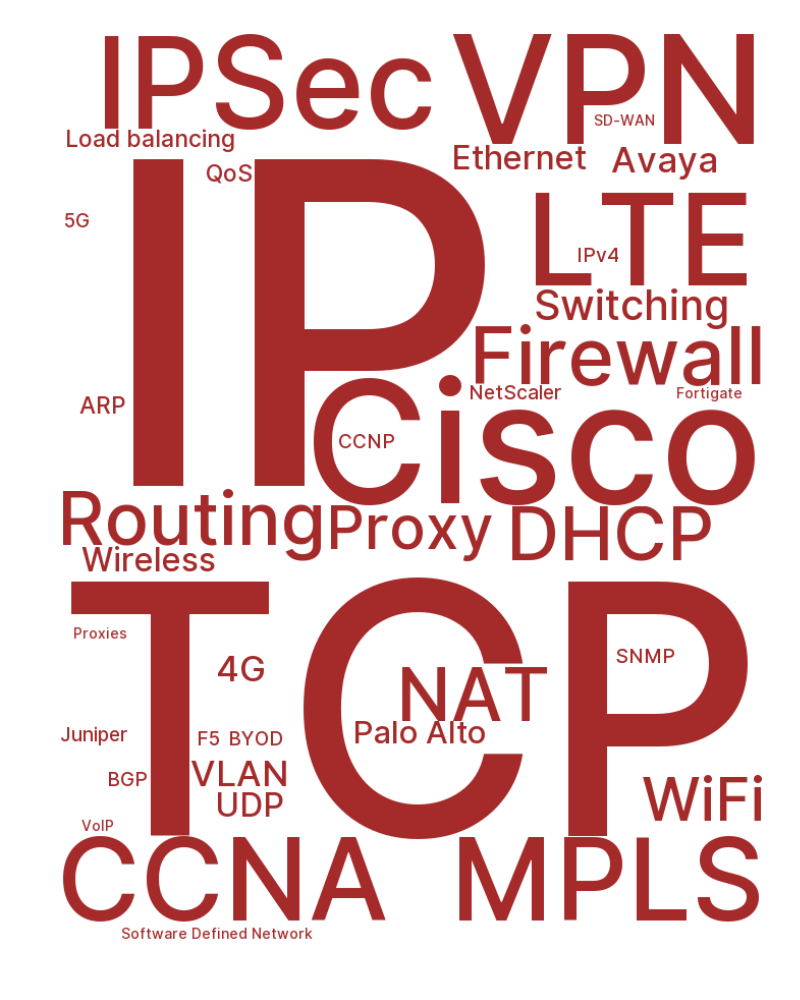 IPSec VPN
SD-WAN
Load balancing
Ethernet Avaya
QoS
IP
5G
LTE
IPv4
Switching
Firewall
NetScaler Fortigate
ARP
cisco
CCNP
Routing Proxy DHCP
Wireless
TCP
Proxies
4G
SNMP
NAT
Palo Alto
Juniper
F5 BYOD
BGP
VLAN
WiFi
UDP
VoIP
CCNA MPLS
Software Defined Network